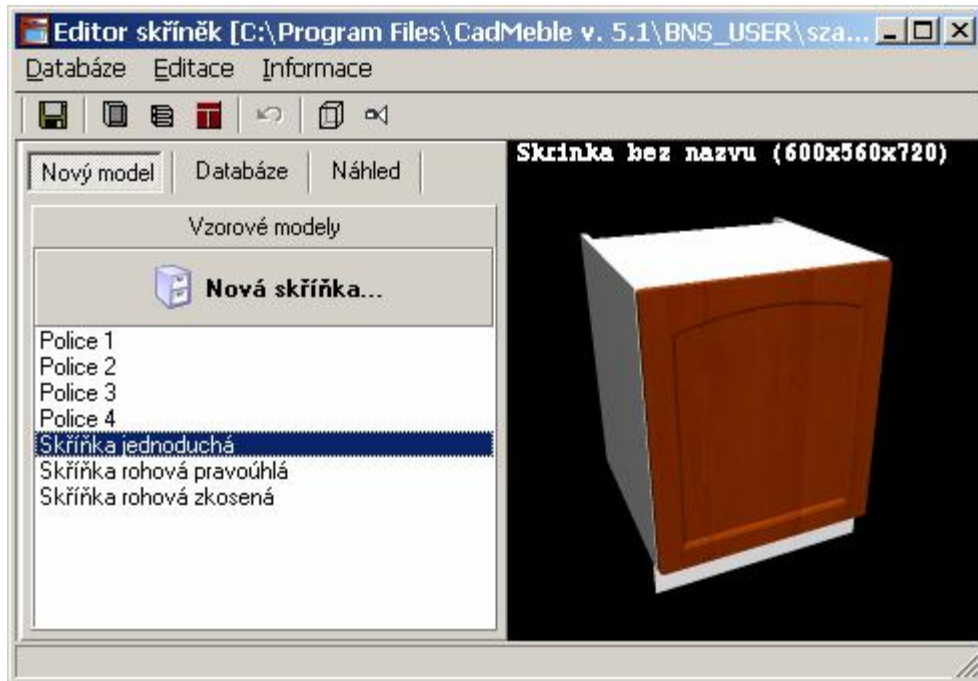 Editor skříněk [C:\Program Files\CadMeble v. 5.1\BNS_USER\sza...
Databáze Editace Informace
Nový model Databáze Náhled
Skrinka bez nazvu (600x560x720)
Vzorové modely
Nová skříňka...
Police 1
Police 2
Police 3
Police 4
Skříňka jednoduchá
Skříňka rohová pravoúhlá
Skříňka rohová zkosená